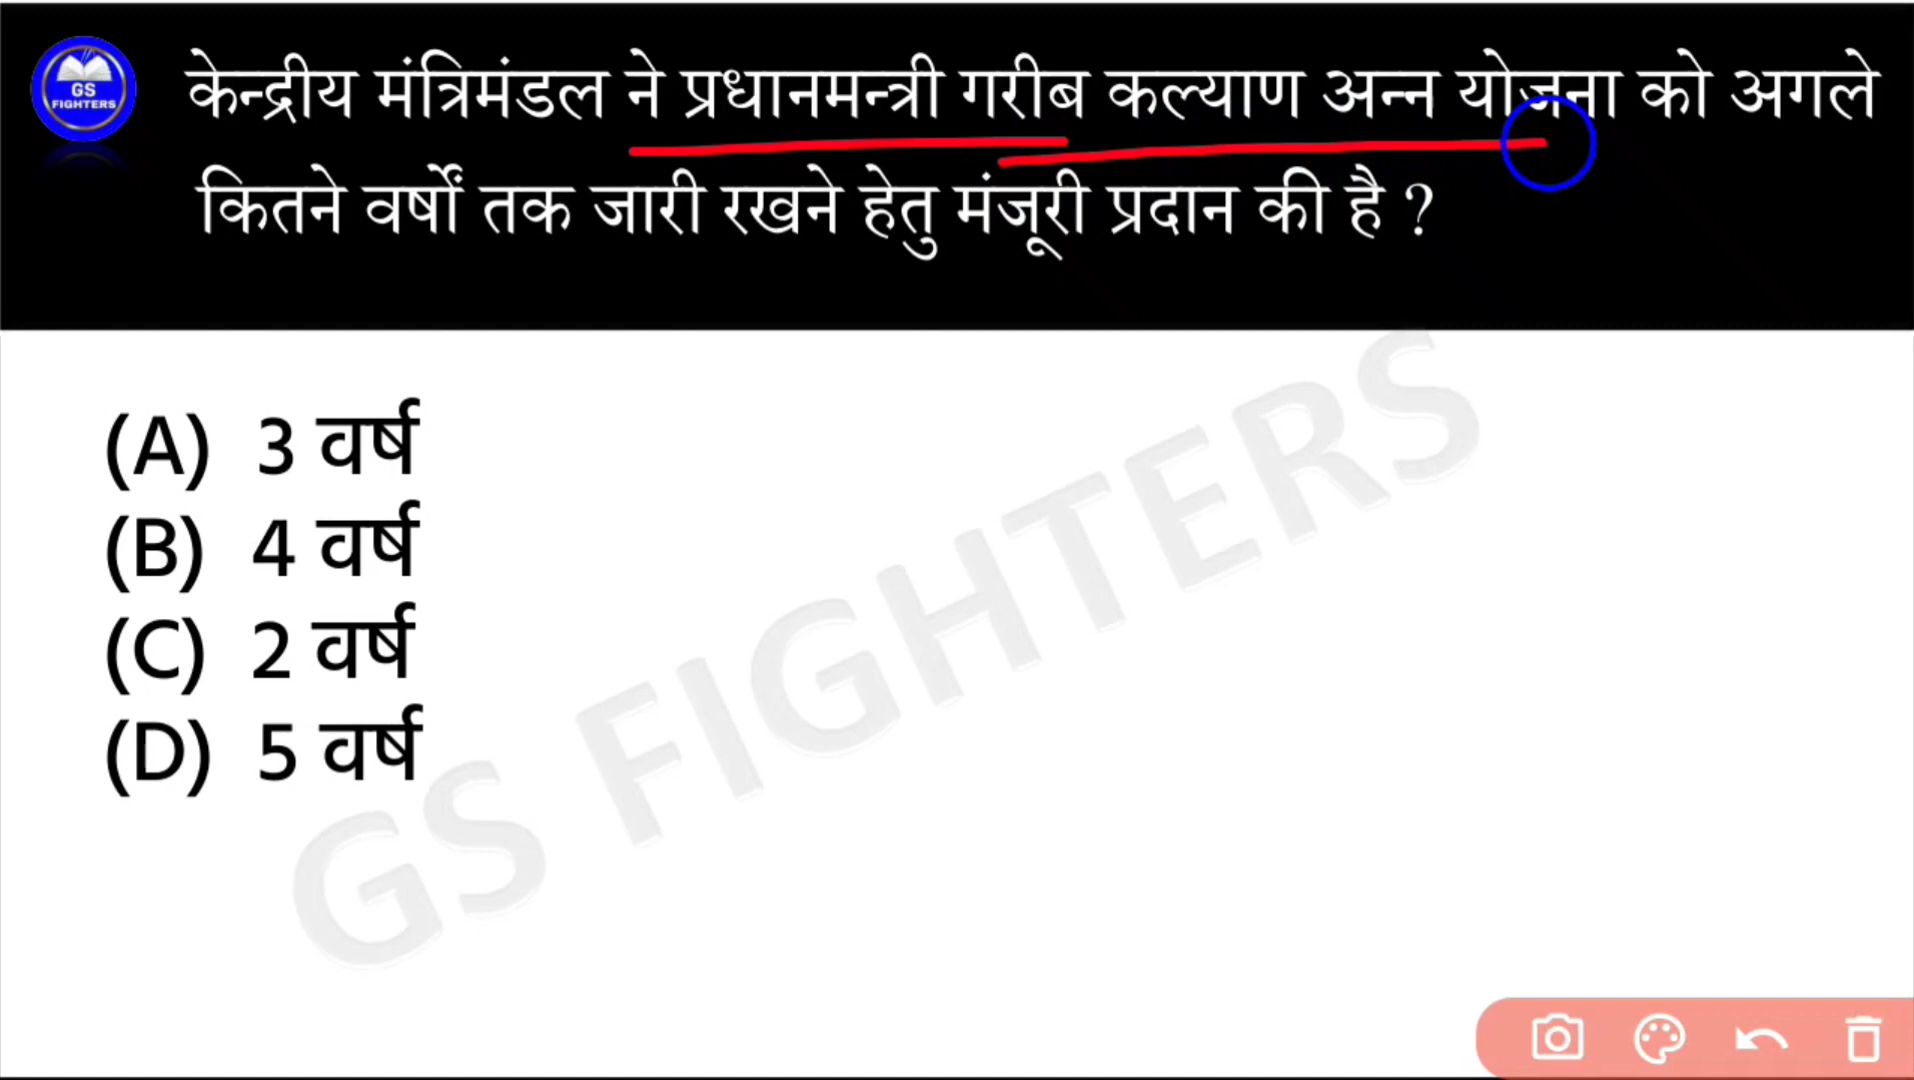 GS
FIGHTERS
केन्द्रीय मंत्रिमंडल ने प्रधानमन्त्री गरीब कल्याण अन्न योजना को अगले
कितने वर्षों तक जारी रखने हेतु मंजूरी प्रदान की है ?
(A) 3 वर्ष
(B) 4 वर्ष
(C) 2 वर्ष
(D) 5 वर्ष
GS FIGHTERS